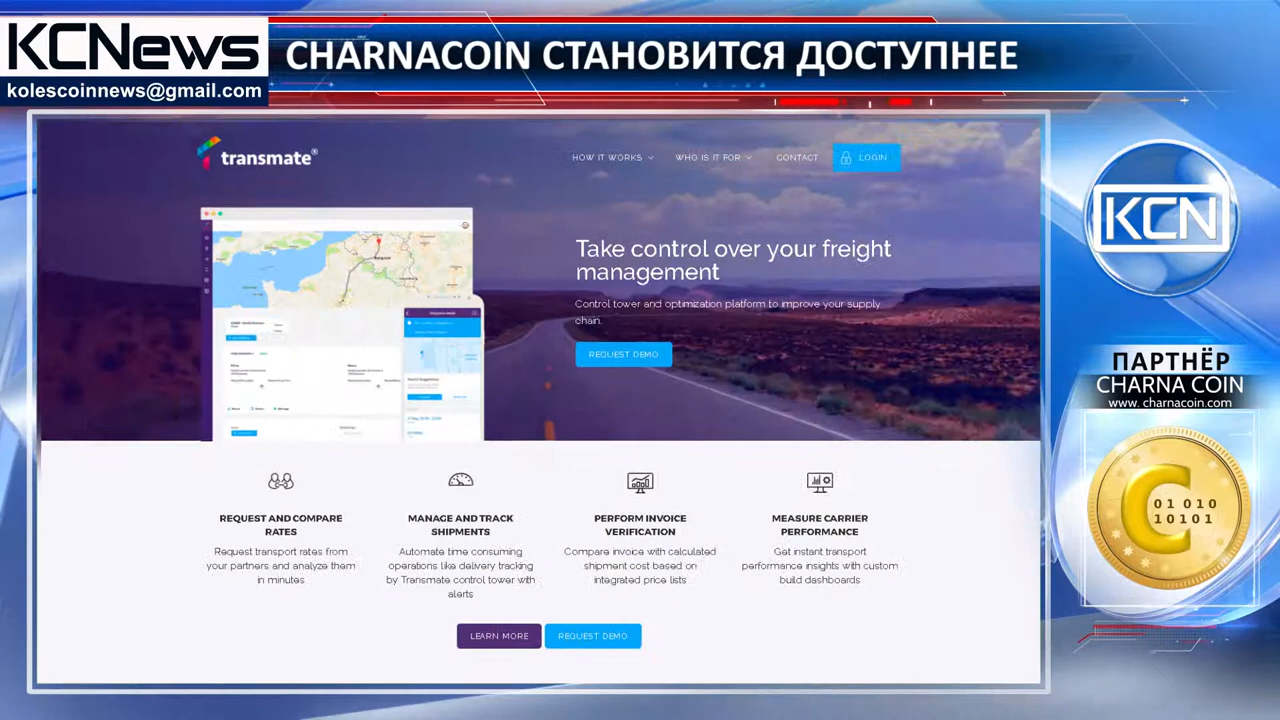 KCNews
kolescoinnews@gmail.com
CHARNACOIN СТАНОВИТСЯ ДОСТУПНЕЕ
transmate®
HOW IT WORKS
WHO IS IT FOR
CONTACT
LOGIN
Take control over your freight
management
Control tower and optimization platform to improve your supply
chain.
REQUEST DEMO
REQUEST AND COMPARE
RATES
Request transport rates from
your partners and analyze them
in minutes
MANAGE AND TRACK
SHIPMENTS
Automate time consuming
operations like delivery tracking
by Transmate control tower with
alerts
PERFORM INVOICE
VERIFICATION
Compare invoice with calculated
shipment cost based on
integrated price lists
MEASURE CARRIER
PERFORMANCE
Get instant transport
performance insights with custom
build dashboards
LEARN MORE
REQUEST DEMO
KCN
ПАРТНЁР
CHARNA COIN
www. charnacoin.com
C
01 010
10101